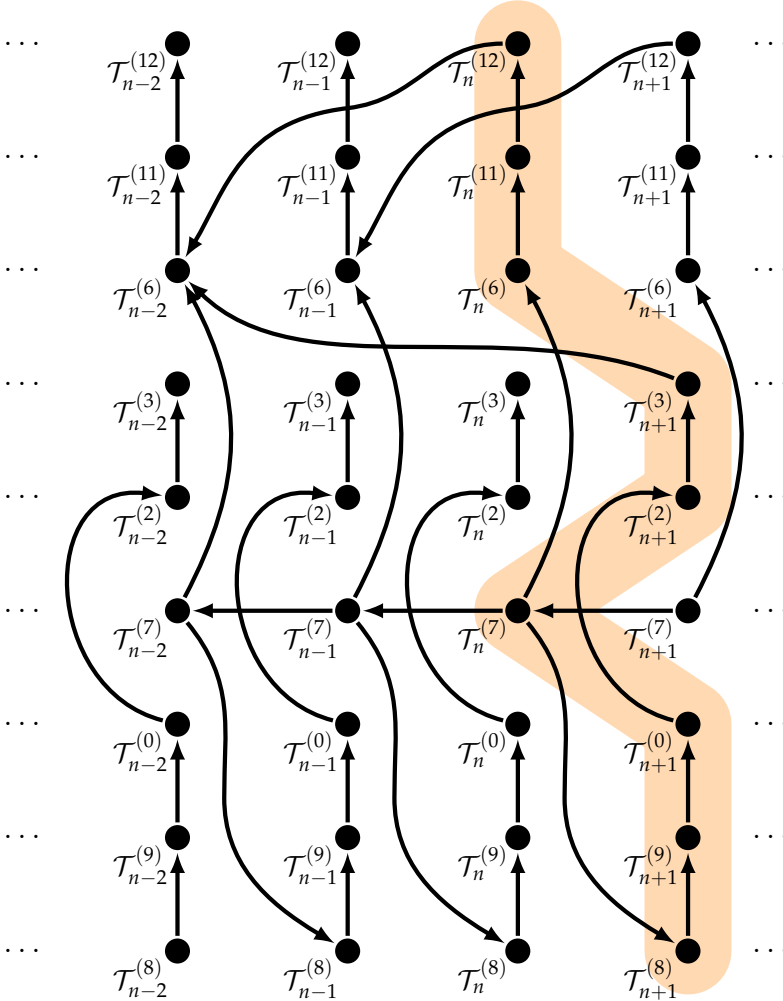 ··· 𝒯_{n−2}^{(12)} 𝒯_{n−1}^{(12)} 𝒯_n^{(12)} 𝒯_{n+1}^{(12)} ··
··· 𝒯_{n−2}^{(11)} 𝒯_{n−1}^{(11)} 𝒯_n^{(11)} 𝒯_{n+1}^{(11)} ··
··· 𝒯_{n−2}^{(6)} 𝒯_{n−1}^{(6)} 𝒯_n^{(6)} 𝒯_{n+1}^{(6)} ··
··· 𝒯_{n−2}^{(3)} 𝒯_{n−1}^{(3)} 𝒯_n^{(3)} 𝒯_{n+1}^{(3)} ··
··· 𝒯_{n−2}^{(2)} 𝒯_{n−1}^{(2)} 𝒯_n^{(2)} 𝒯_{n+1}^{(2)} ··
··· 𝒯_{n−2}^{(7)} 𝒯_{n−1}^{(7)} 𝒯_n^{(7)} 𝒯_{n+1}^{(7)} ··
··· 𝒯_{n−2}^{(0)} 𝒯_{n−1}^{(0)} 𝒯_n^{(0)} 𝒯_{n+1}^{(0)} ··
··· 𝒯_{n−2}^{(9)} 𝒯_{n−1}^{(9)} 𝒯_n^{(9)} 𝒯_{n+1}^{(9)} ··
··· 𝒯_{n−2}^{(8)} 𝒯_{n−1}^{(8)} 𝒯_n^{(8)} 𝒯_{n+1}^{(8)} ··